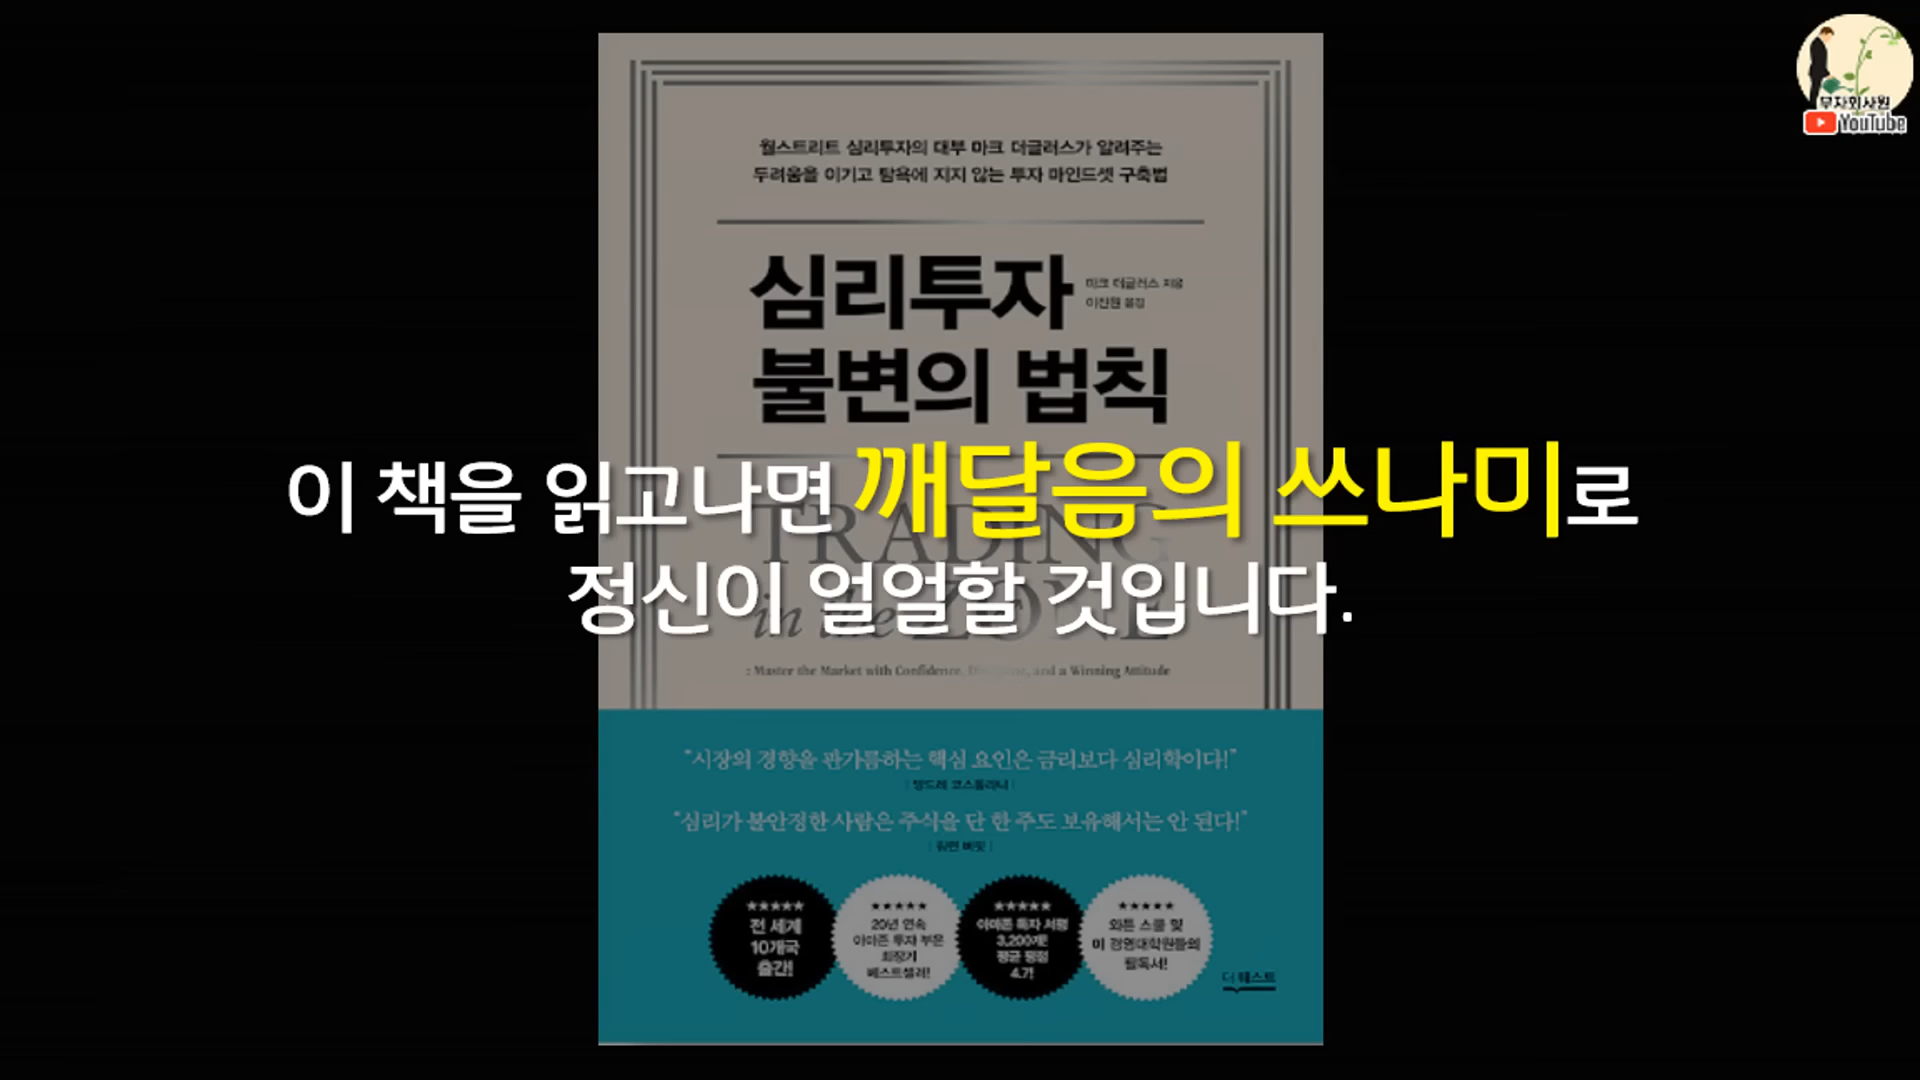 부자회사원
YouTube
월스트리트 심리투자의 대부 마크 더글러스가 알려주는
두려움을 이기고 탐욕에 지지 않는 투자 마인드셋 구축법
심리투자
불변의 법칙
마크 더글러스 지음
이진원 옮김
이 책을 읽고나면 깨달음의 쓰나미로
정신이 얼얼할 것입니다.
TRADING
in the ZONE
: Master the Market with Confidence, Discipline, and a Winning Attitude
"시장의 경향을 판가름하는 핵심 요인은 금리보다 심리학이다!"
| 앙드레 코스톨라니 |
"심리가 불안정한 사람은 주식을 단 한 주도 보유해서는 안 된다!"
| 워런 버핏 |
★★★★★
전 세계
10개국
출간!
★★★★★
20년 연속
아마존 투자 부문
최장기
베스트셀러!
★★★★★
아마존 독자 서평
3,200개
평균 평점
4.7!
★★★★★
와튼 스쿨 및
미 경영대학원들의
필독서!
더 퀘스트